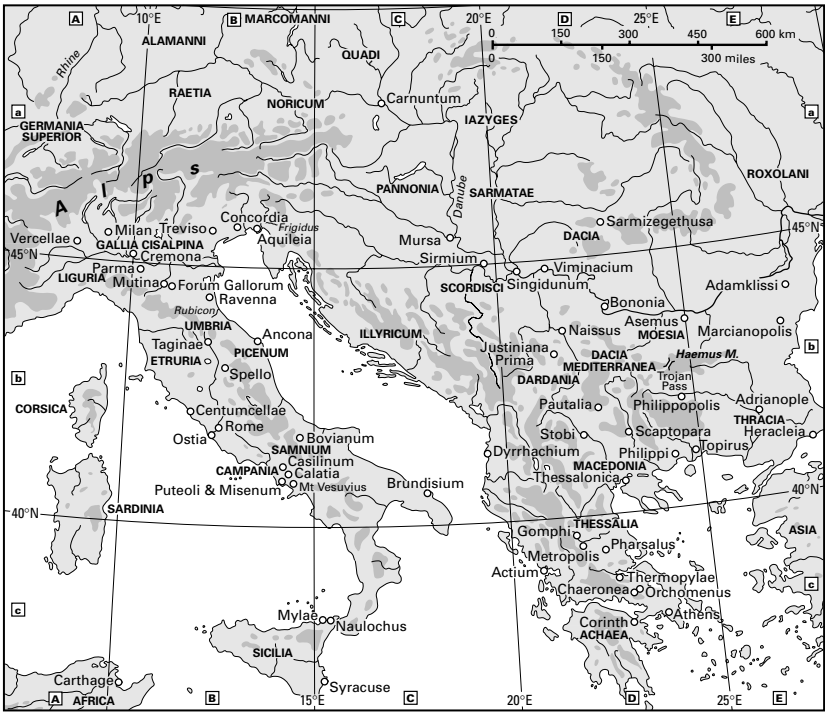 A
10°E
B
MARCOMANNI
C
20°E
D
25°E
E
ALAMANNI
0 150 300 450 600 km
0 150 300 miles
QUADI
Rhine
RAETIA
NORICUM
Carnuntum
a
a
IAZYGES
GERMANIA
SUPERIOR
ROXOLANI
Alps
PANNONIA
Danube
SARMATAE
Concordia
Frigidus
Sarmizegethusa
45°N
Vercellae
Milan
Treviso
Aquileia
Mursa
DACIA
GALLIA CISALPINA
45°N
Cremona
Sirmium
Parma
Viminacium
LIGURIA
Mutina
Forum Gallorum
SCORDISCI
Singidunum
Adamklissi
Ravenna
Bononia
Rubicon
Asemus
UMBRIA
Ancona
ILLYRICUM
Naissus
MOESIA
Marcianopolis
Taginae
PICENUM
Justiniana
Prima
DACIA
MEDITERRANEA
Haemus M.
b
ETRURIA
Spello
DARDANIA
Trojan
Pass
b
CORSICA
Centumcellae
Pautalia
Philippopolis
Adrianople
THRACIA
Rome
Ostia
Bovianum
Stobi
Scaptopara
Heracleia
SAMNIUM
Dyrrhachium
Philippi
Topirus
CAMPANIA
Casilinum
Calatia
MACEDONIA
Thessalonica
Puteoli & Misenum
Mt Vesuvius
Brundisium
40°N
40°N
SARDINIA
THESSALIA
Gomphi
ASIA
Metropolis
Pharsalus
Actium
Thermopylae
c
Chaeronea
Orchomenus
c
Mylae
Naulochus
Corinth
Athens
ACHAEA
SICILIA
Carthage
Syracuse
A
AFRICA
B
15°E
C
20°E
D
25°E
E